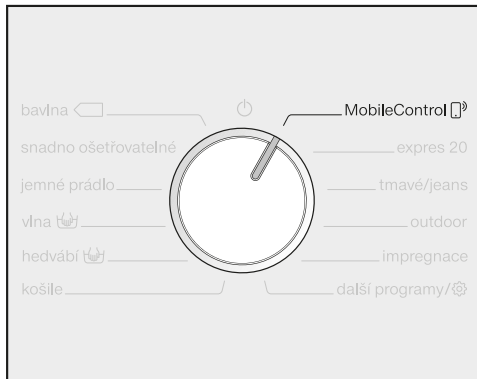 bavlna
MobileControl
snadno ošetřovatelné
expres 20
jemné prádlo
tmavé/jeans
vlna
outdoor
hedvábí
impregnace
košile
další programy/